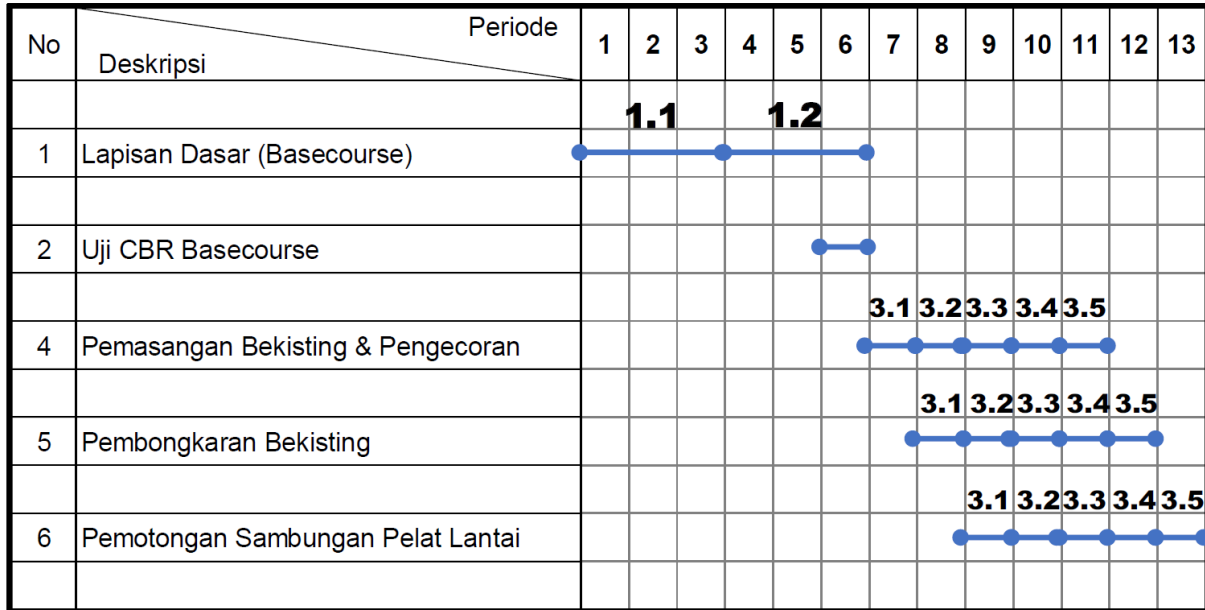 No Periode Deskripsi 1 2 3 4 5 6 7 8 9 10 11 12 13
1.1 1.2
1 Lapisan Dasar (Basecourse)
2 Uji CBR Basecourse
3.1 3.2 3.3 3.4 3.5
4 Pemasangan Bekisting & Pengecoran
3.1 3.2 3.3 3.4 3.5
5 Pembongkaran Bekisting
3.1 3.2 3.3 3.4 3.5
6 Pemotongan Sambungan Pelat Lantai